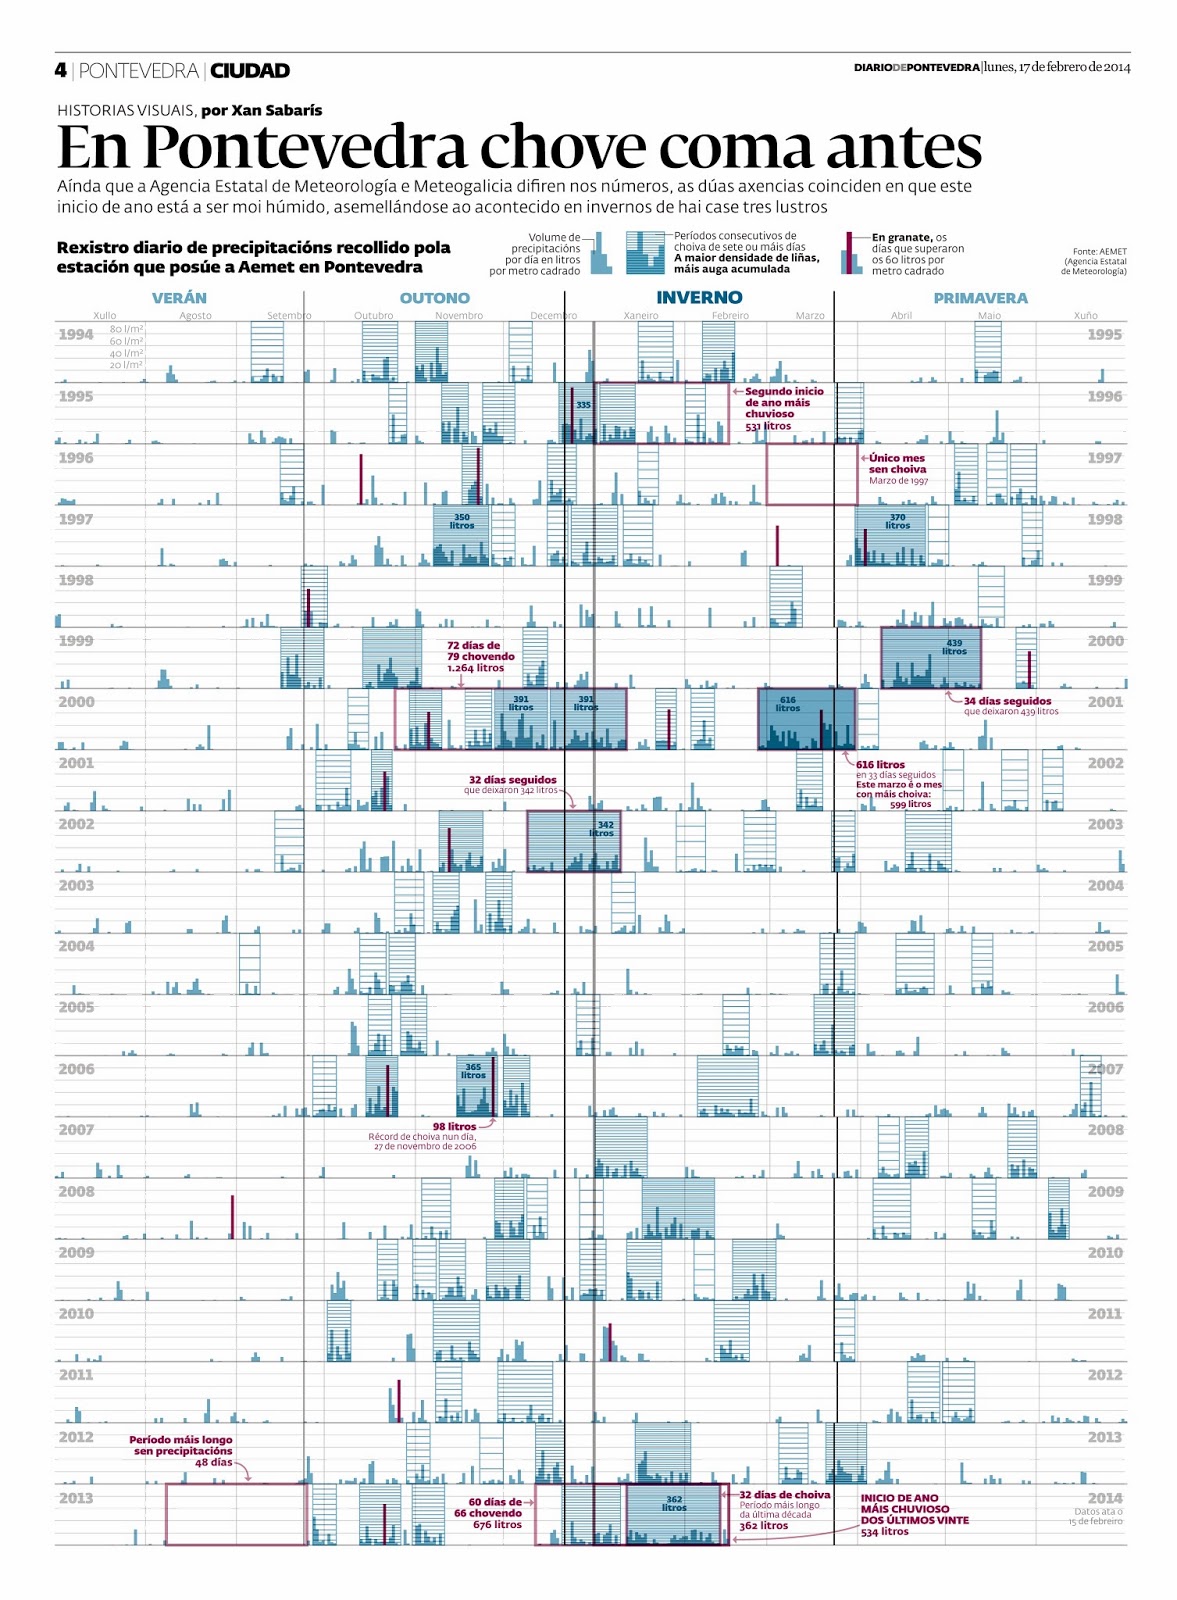 4 | PONTEVEDRA | CIUDAD
DIARIODEPONTEVEDRA|lunes, 17 de febrero de 2014
HISTORIAS VISUAIS, por Xan Sabarís
En Pontevedra chove coma antes
Aínda que a Agencia Estatal de Meteorología e Meteogalicia difiren nos números, as dúas axencias coinciden en que este
inicio de ano está a ser moi húmido, asemellándose ao acontecido en invernos de hai case tres lustros
Rexistro diario de precipitacións recollido pola
estación que posúe a Aemet en Pontevedra
Volume de
precipitacións
por día en litros
por metro cadrado
Períodos consecutivos de
choiva de sete ou máis días
A maior densidade de liñas,
máis auga acumulada
En granate, os
días que superaron
os 60 litros por
metro cadrado
Fonte: AEMET
(Agencia Estatal
de Meteorología)
VERÁN
OUTONO
INVERNO
PRIMAVERA
Xullo
Agosto
Setembro
Outubro
Novembro
Decembro
Xaneiro
Febreiro
Marzo
Abril
Maio
Xuño
1994
80 l/m²
60 l/m²
40 l/m²
20 l/m²
1995
1995
335
Segundo inicio
de ano máis
chuvioso
531 litros
1996
1996
Único mes
sen choiva
Marzo de 1997
1997
1997
350
litros
370
litros
1998
1998
1999
1999
72 días de
79 chovendo
1.264 litros
439
litros
2000
34 días seguidos
que deixaron 439 litros
2000
391
litros
391
litros
616
litros
2001
616 litros
en 33 días seguidos
Este marzo é o mes
con máis choiva:
599 litros
2001
2002
32 días seguidos
que deixaron 342 litros
2002
342
litros
2003
2003
2004
2004
2005
2005
2006
2006
365
litros
2007
98 litros
Récord de choiva nun día,
27 de novembro de 2006
2007
2008
2008
2009
2009
2010
2010
2011
2011
2012
2012
2013
Período máis longo
sen precipitacións
48 días
2013
60 días de
66 chovendo
676 litros
362
litros
32 días de choiva
Período máis longo
da última década
362 litros
INICIO DE ANO
MÁIS CHUVIOSO
DOS ÚLTIMOS VINTE
534 litros
2014
Datos ata o
15 de febreiro